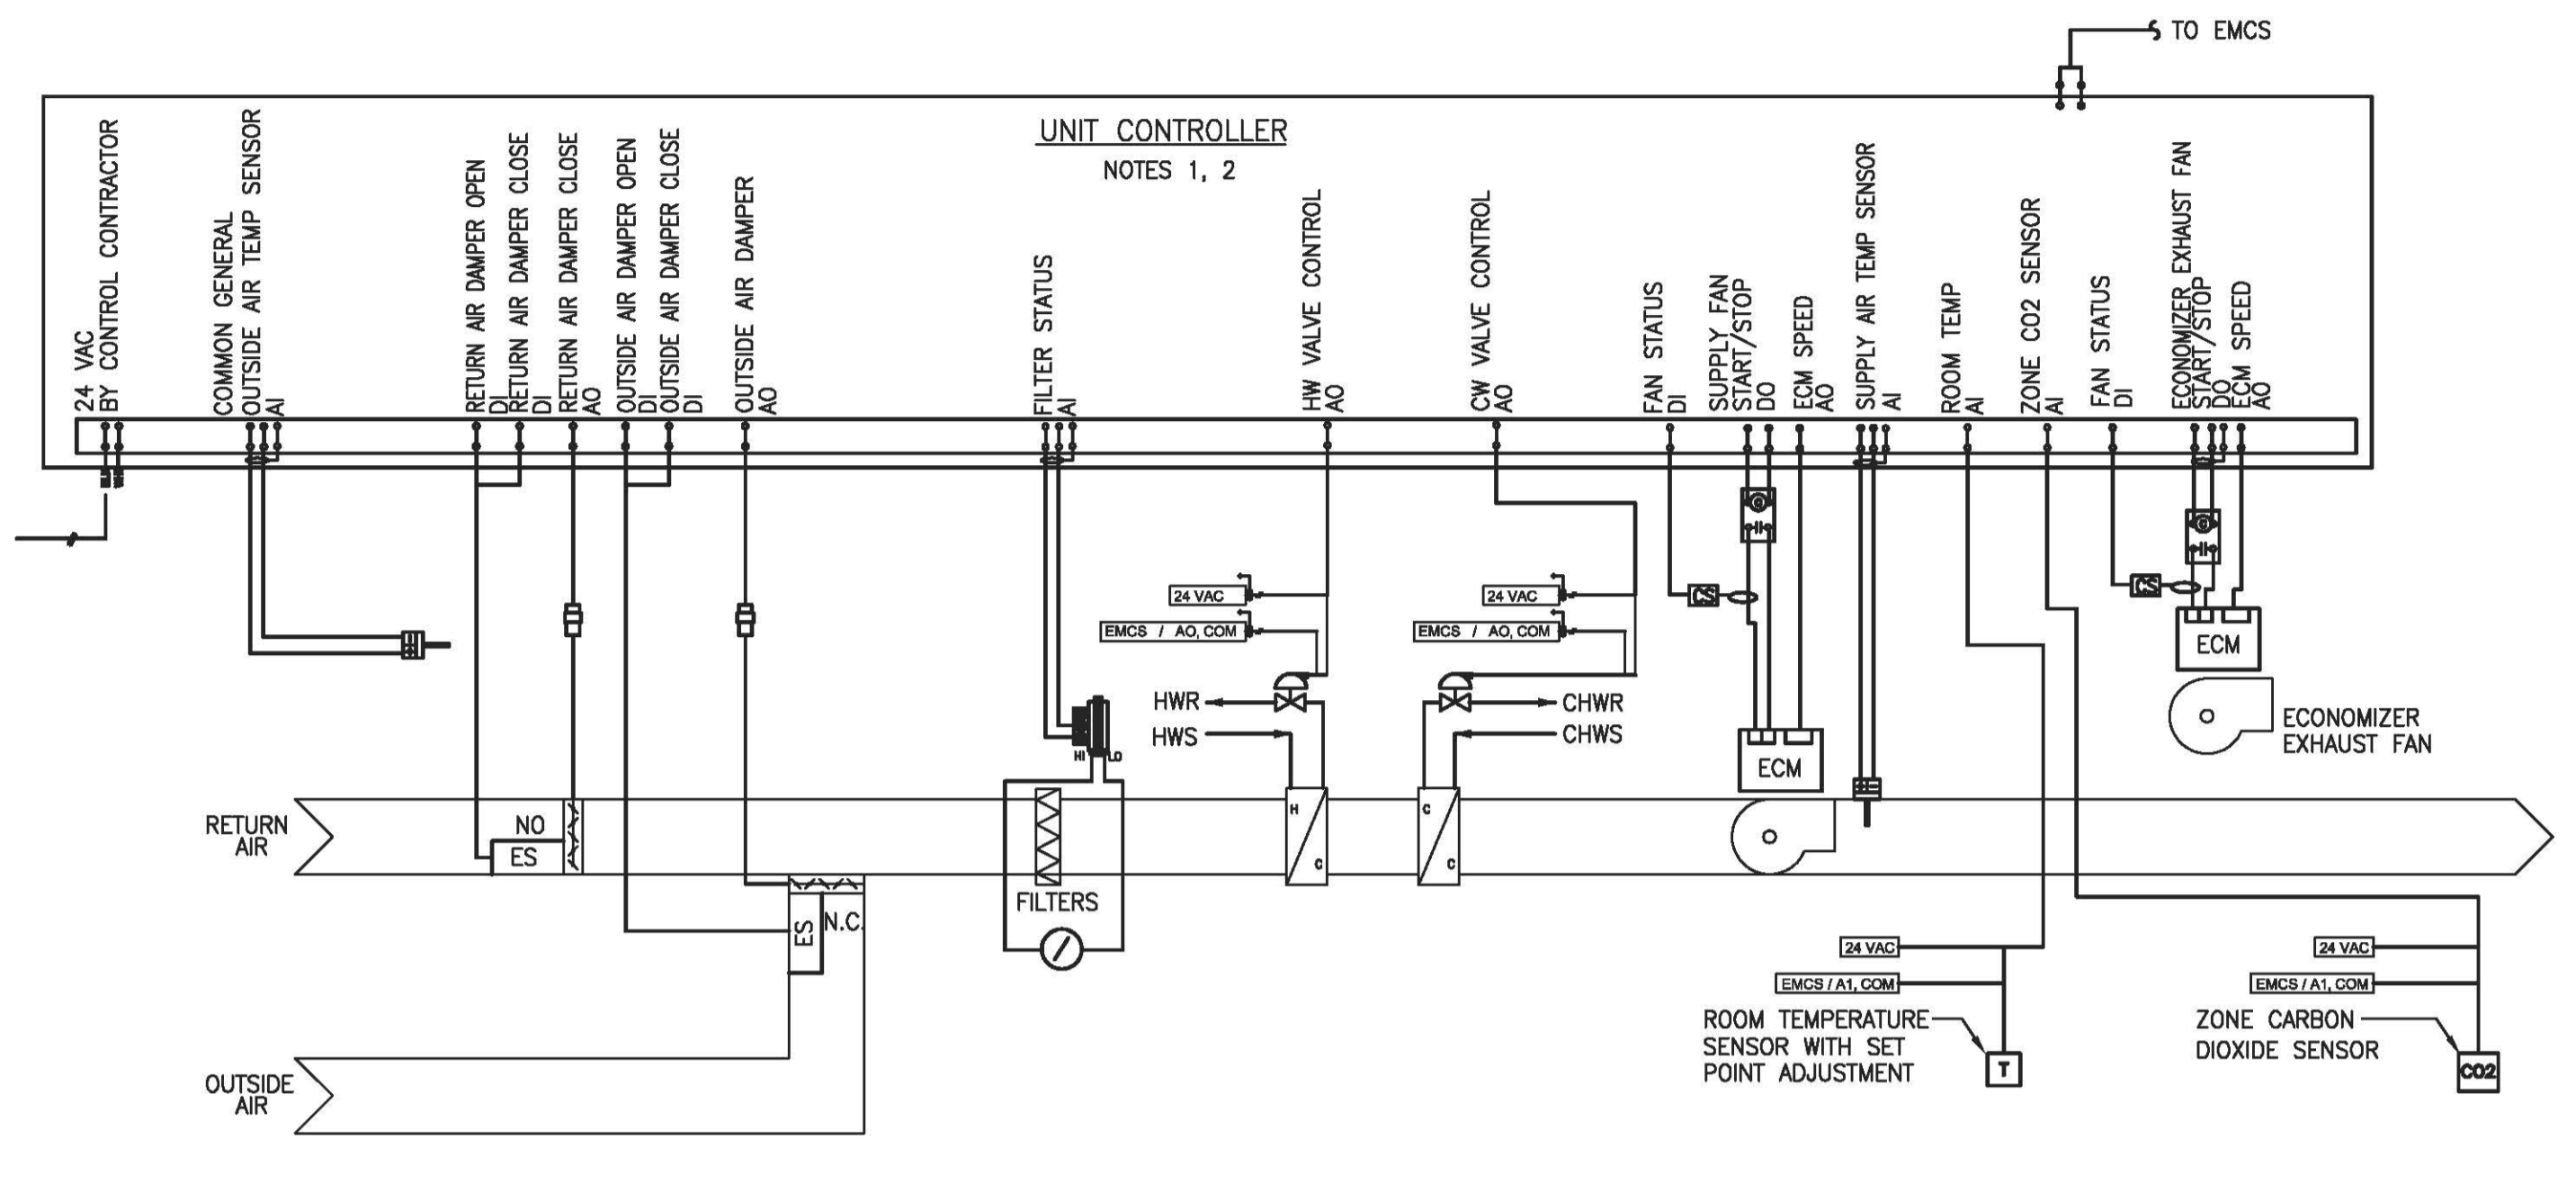 TO EMCS
UNIT CONTROLLER
NOTES 1, 2
24 VAC
BY CONTROL CONTRACTOR
COMMON GENERAL
OUTSIDE AIR TEMP SENSOR
AI
RETURN AIR DAMPER OPEN
DI
RETURN AIR DAMPER CLOSE
DI
RETURN AIR DAMPER CLOSE
AO
OUTSIDE AIR DAMPER OPEN
DI
OUTSIDE AIR DAMPER CLOSE
DI
OUTSIDE AIR DAMPER
AO
FILTER STATUS
AI
HW VALVE CONTROL
AO
CW VALVE CONTROL
AO
FAN STATUS
DI
SUPPLY FAN
START/STOP
DO
ECM SPEED
AO
SUPPLY AIR TEMP SENSOR
AI
ROOM TEMP
AI
ZONE CO2 SENSOR
AI
FAN STATUS
DI
ECONOMIZER EXHAUST FAN
START/STOP
DO
ECM SPEED
AO
C
C
24 VAC
EMCS / AO, COM
24 VAC
EMCS / AO, COM
CS
CS
ECM
HWR
HWS
CHWR
CHWS
HI
LO
ECM
ECONOMIZER
EXHAUST FAN
RETURN
AIR
NO
ES
H
C
C
C
FILTERS
ES
N.C.
24 VAC
EMCS / A1, COM
24 VAC
EMCS / A1, COM
ROOM TEMPERATURE
SENSOR WITH SET
POINT ADJUSTMENT
T
ZONE CARBON
DIOXIDE SENSOR
CO2
OUTSIDE
AIR